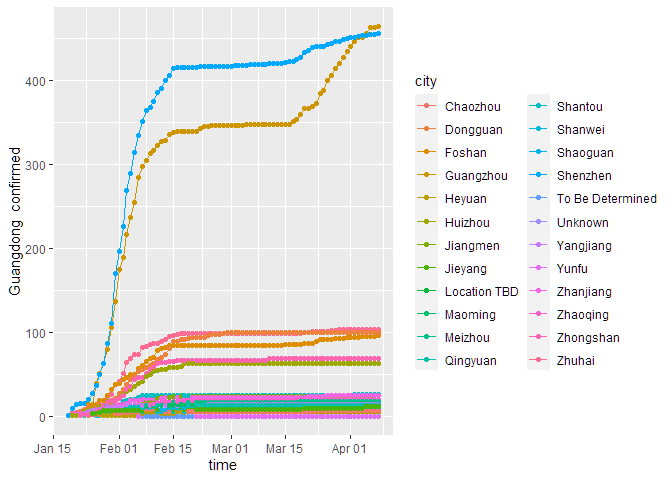 Guangdong confirmed
400
300
200
100
0
Jan 15
Feb 01
Feb 15
Mar 01
Mar 15
Apr 01
time
city
Chaozhou
Dongguan
Foshan
Guangzhou
Heyuan
Huizhou
Jiangmen
Jieyang
Location TBD
Maoming
Meizhou
Qingyuan
Shantou
Shanwei
Shaoguan
Shenzhen
To Be Determined
Unknown
Yangjiang
Yunfu
Zhanjiang
Zhaoqing
Zhongshan
Zhuhai